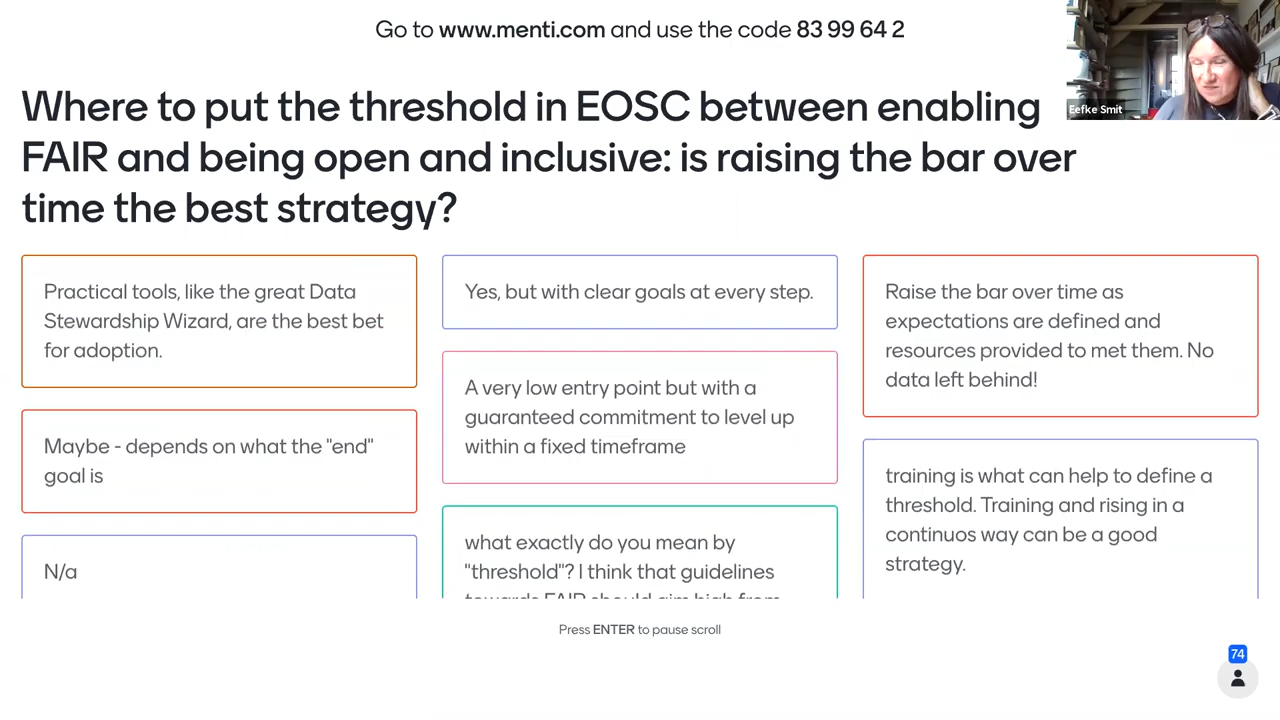 Go to www.menti.com and use the code 83 99 64 2
Eefke Smit
Where to put the threshold in EOSC between enabling
FAIR and being open and inclusive: is raising the bar over
time the best strategy?
Practical tools, like the great Data
Stewardship Wizard, are the best bet
for adoption.
Maybe - depends on what the "end"
goal is
N/a
Yes, but with clear goals at every step.
A very low entry point but with a
guaranteed commitment to level up
within a fixed timeframe
what exactly do you mean by
"threshold"? I think that guidelines
towards FAIR should aim high from
Raise the bar over time as
expectations are defined and
resources provided to met them. No
data left behind!
training is what can help to define a
threshold. Training and rising in a
continuos way can be a good
strategy.
Press ENTER to pause scroll
74